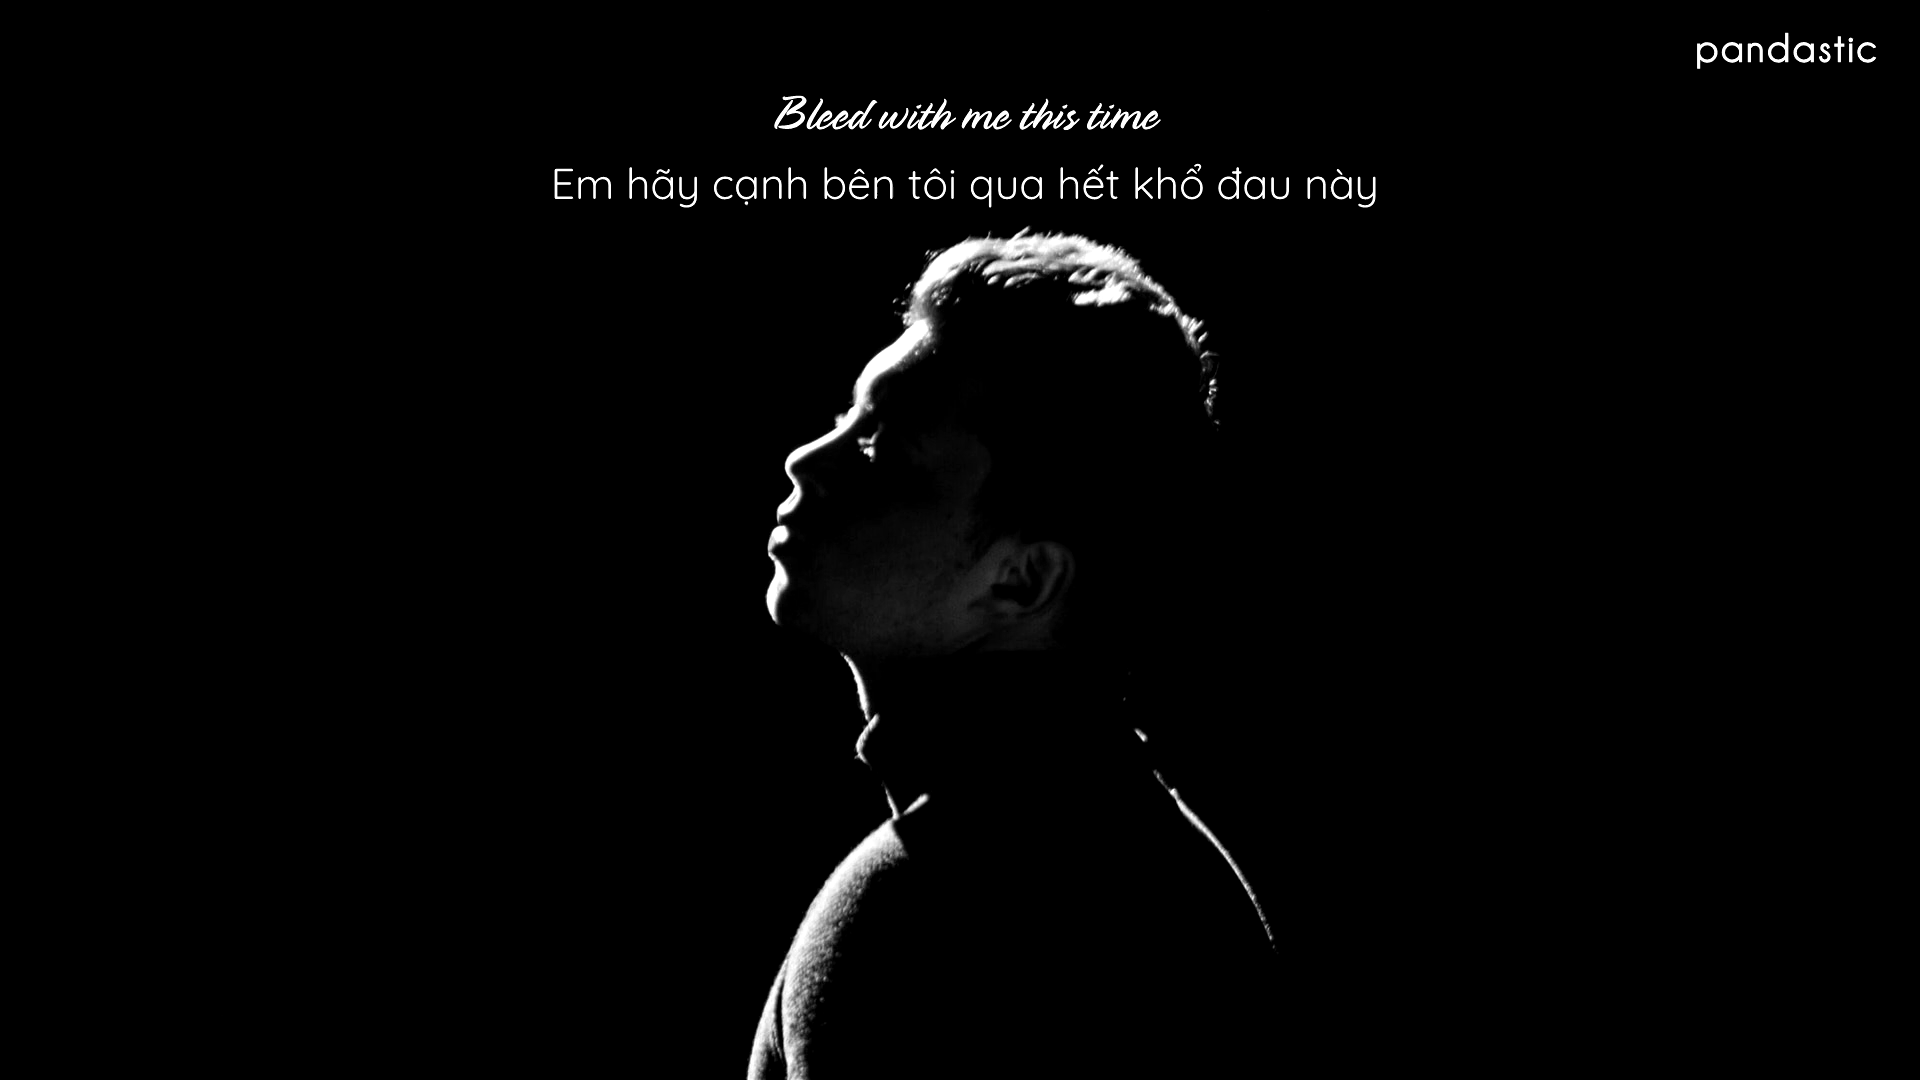 pandastic
Bleed with me this time
Em hãy cạnh bên tôi qua hết khổ đau này